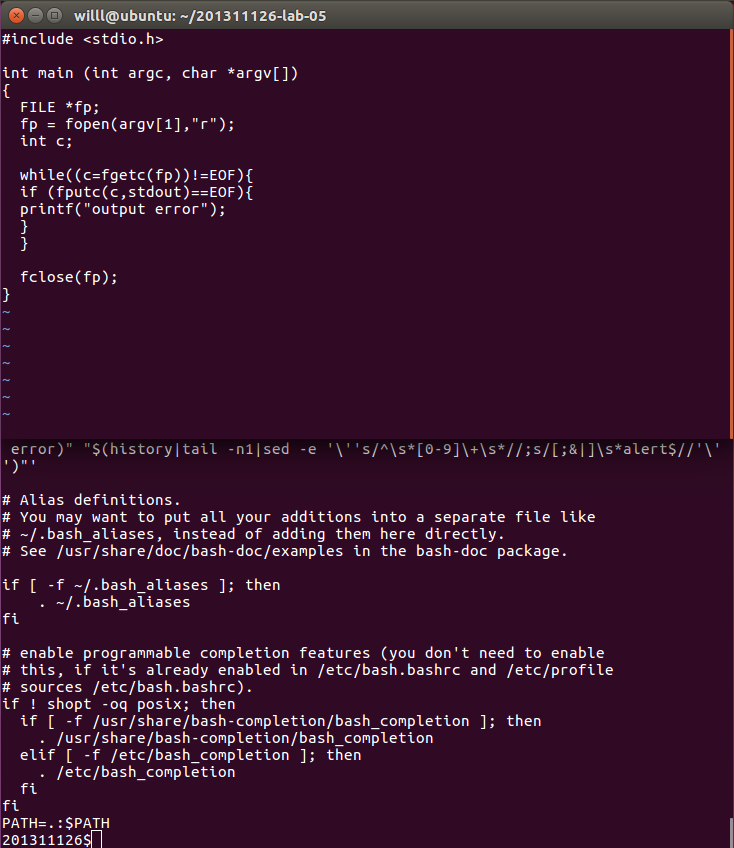 willl@ubuntu: ~/201311126-lab-05
#include <stdio.h>
int main (int argc, char *argv[])
{
  FILE *fp;
  fp = fopen(argv[1],"r");
  int c;
  while((c=fgetc(fp))!=EOF){
  if (fputc(c,stdout)==EOF){
  printf("output error");
  }
  }
  fclose(fp);
}
~
~
~
~
~
~
~
 error)" "$(history|tail -n1|sed -e '\''s/^\s*[0-9]\+\s*//;s/[;&|]\s*alert$//'\'
')"'
# Alias definitions.
# You may want to put all your additions into a separate file like
# ~/.bash_aliases, instead of adding them here directly.
# See /usr/share/doc/bash-doc/examples in the bash-doc package.
if [ -f ~/.bash_aliases ]; then
    . ~/.bash_aliases
fi
# enable programmable completion features (you don't need to enable
# this, if it's already enabled in /etc/bash.bashrc and /etc/profile
# sources /etc/bash.bashrc).
if ! shopt -oq posix; then
  if [ -f /usr/share/bash-completion/bash_completion ]; then
    . /usr/share/bash-completion/bash_completion
  elif [ -f /etc/bash_completion ]; then
    . /etc/bash_completion
  fi
fi
PATH=.:$PATH
201311126$